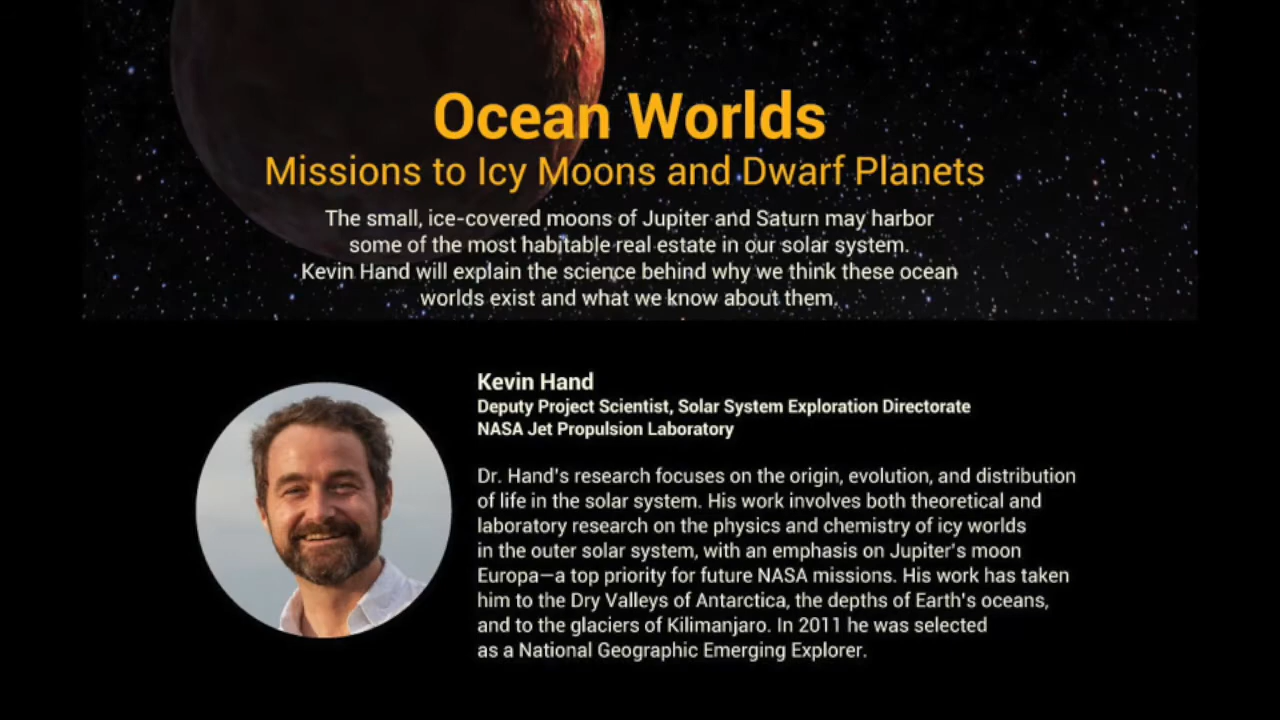 Ocean Worlds
Missions to Icy Moons and Dwarf Planets
The small, ice-covered moons of Jupiter and Saturn may harbor
some of the most habitable real estate in our solar system.
Kevin Hand will explain the science behind why we think these ocean
worlds exist and what we know about them.
Kevin Hand
Deputy Project Scientist, Solar System Exploration Directorate
NASA Jet Propulsion Laboratory
Dr. Hand's research focuses on the origin, evolution, and distribution
of life in the solar system. His work involves both theoretical and
laboratory research on the physics and chemistry of icy worlds
in the outer solar system, with an emphasis on Jupiter's moon
Europa—a top priority for future NASA missions. His work has taken
him to the Dry Valleys of Antarctica, the depths of Earth's oceans,
and to the glaciers of Kilimanjaro. In 2011 he was selected
as a National Geographic Emerging Explorer.